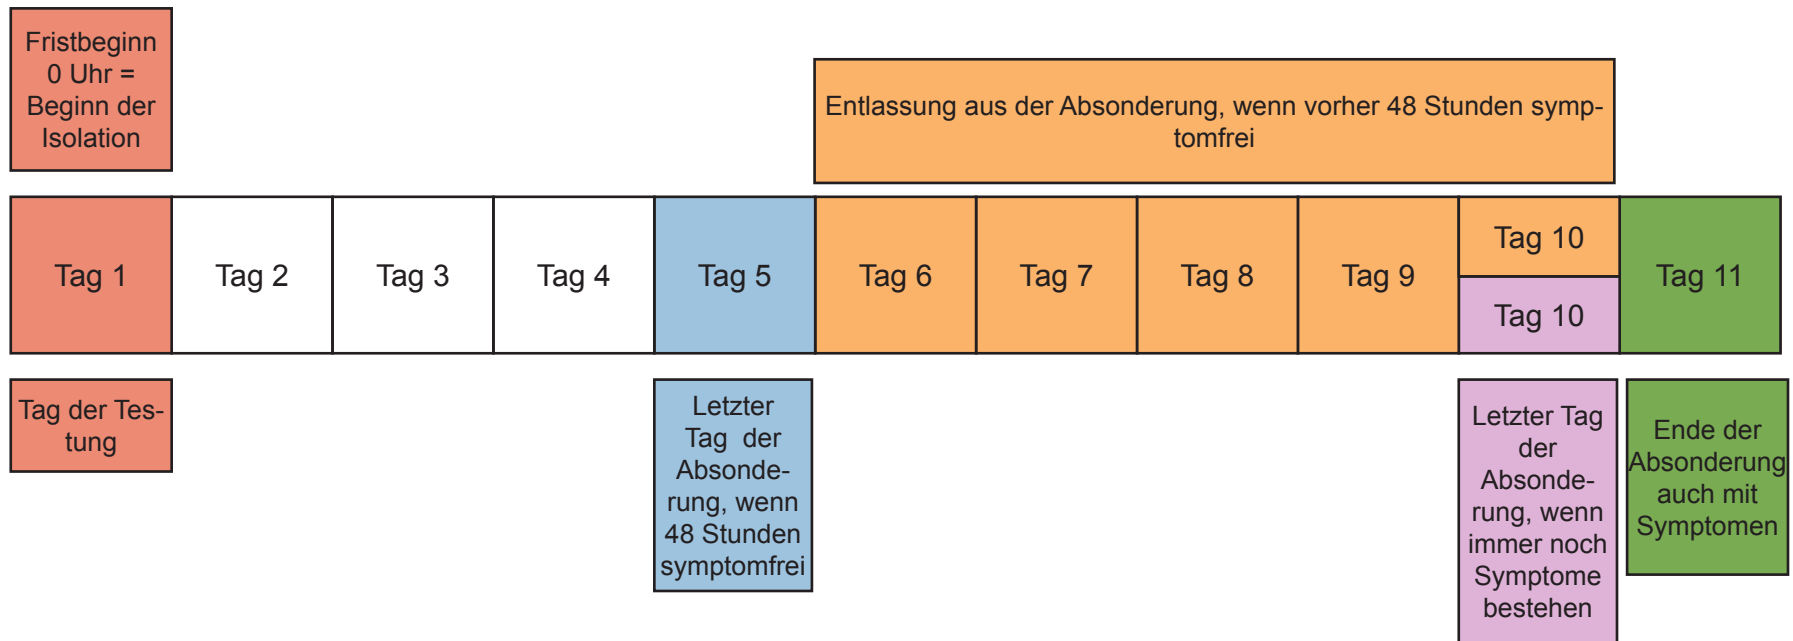 Fristbeginn
0 Uhr =
Beginn der
Isolation
Entlassung aus der Absonderung, wenn vorher 48 Stunden symp-
tomfrei
Tag 1
Tag 2
Tag 3
Tag 4
Tag 5
Tag 6
Tag 7
Tag 8
Tag 9
Tag 10
Tag 10
Tag 11
Tag der Tes-
tung
Letzter
Tag der
Absonde-
rung, wenn
48 Stunden
symptomfrei
Letzter Tag
der
Absonde-
rung, wenn
immer noch
Symptome
bestehen
Ende der
Absonderung
auch mit
Symptomen